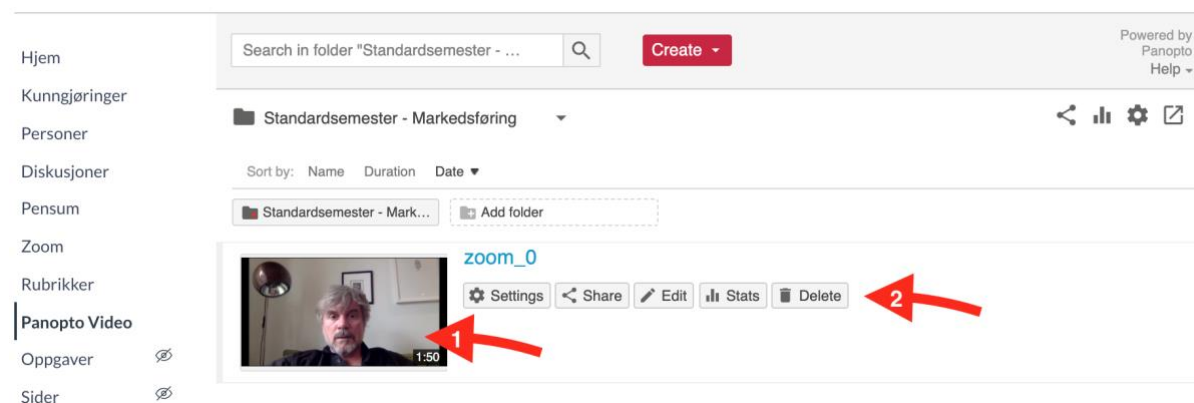 Hjem
Kunngjøringer
Personer
Diskusjoner
Pensum
Zoom
Rubrikker
Panopto Video
Oppgaver
Sider
Search in folder "Standardsemester - ...
Create
Powered by
Panopto
Help
Standardsemester - Markedsføring
Sort by: Name Duration Date
Standardsemester - Mark... Add folder
zoom_0
Settings Share Edit Stats Delete
2
1
1:50